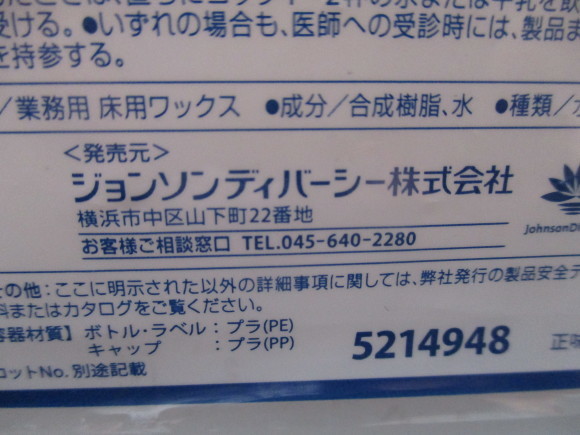 受ける。●いずれの場合も、医師への受診時には、製品ま
を持参する。
／業務用 床用ワックス ●成分／合成樹脂、水 ●種類／
＜発売元＞
ジョンソンディバーシー株式会社
横浜市中区山下町22番地
お客様ご相談窓口 TEL.045-640-2280
JohnsonD
その他：ここに明示された以外の詳細事項に関しては、弊社発行の製品安全デ
料またはカタログをご覧ください。
容器材質】ボトル・ラベル：プラ(PE)
キャップ ：プラ(PP)
5214948 正味
ロットNo.別途記載